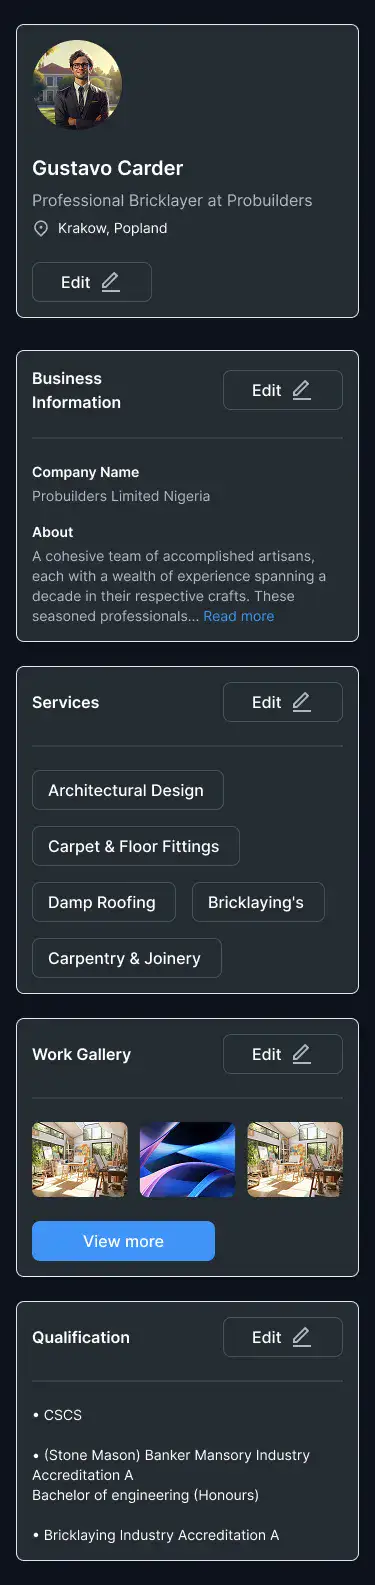 Gustavo Carder
Professional Bricklayer at Probuilders
Krakow, Popland
Edit
Business
Information
Edit
Company Name
Probuilders Limited Nigeria
About
A cohesive team of accomplished artisans,
each with a wealth of experience spanning a
decade in their respective crafts. These
seasoned professionals... Read more
Services
Edit
Architectural Design
Carpet & Floor Fittings
Damp Roofing
Bricklaying's
Carpentry & Joinery
Work Gallery
Edit
View more
Qualification
Edit
• CSCS
• (Stone Mason) Banker Mansory Industry
Accreditation A
Bachelor of engineering (Honours)
• Bricklaying Industry Accreditation A